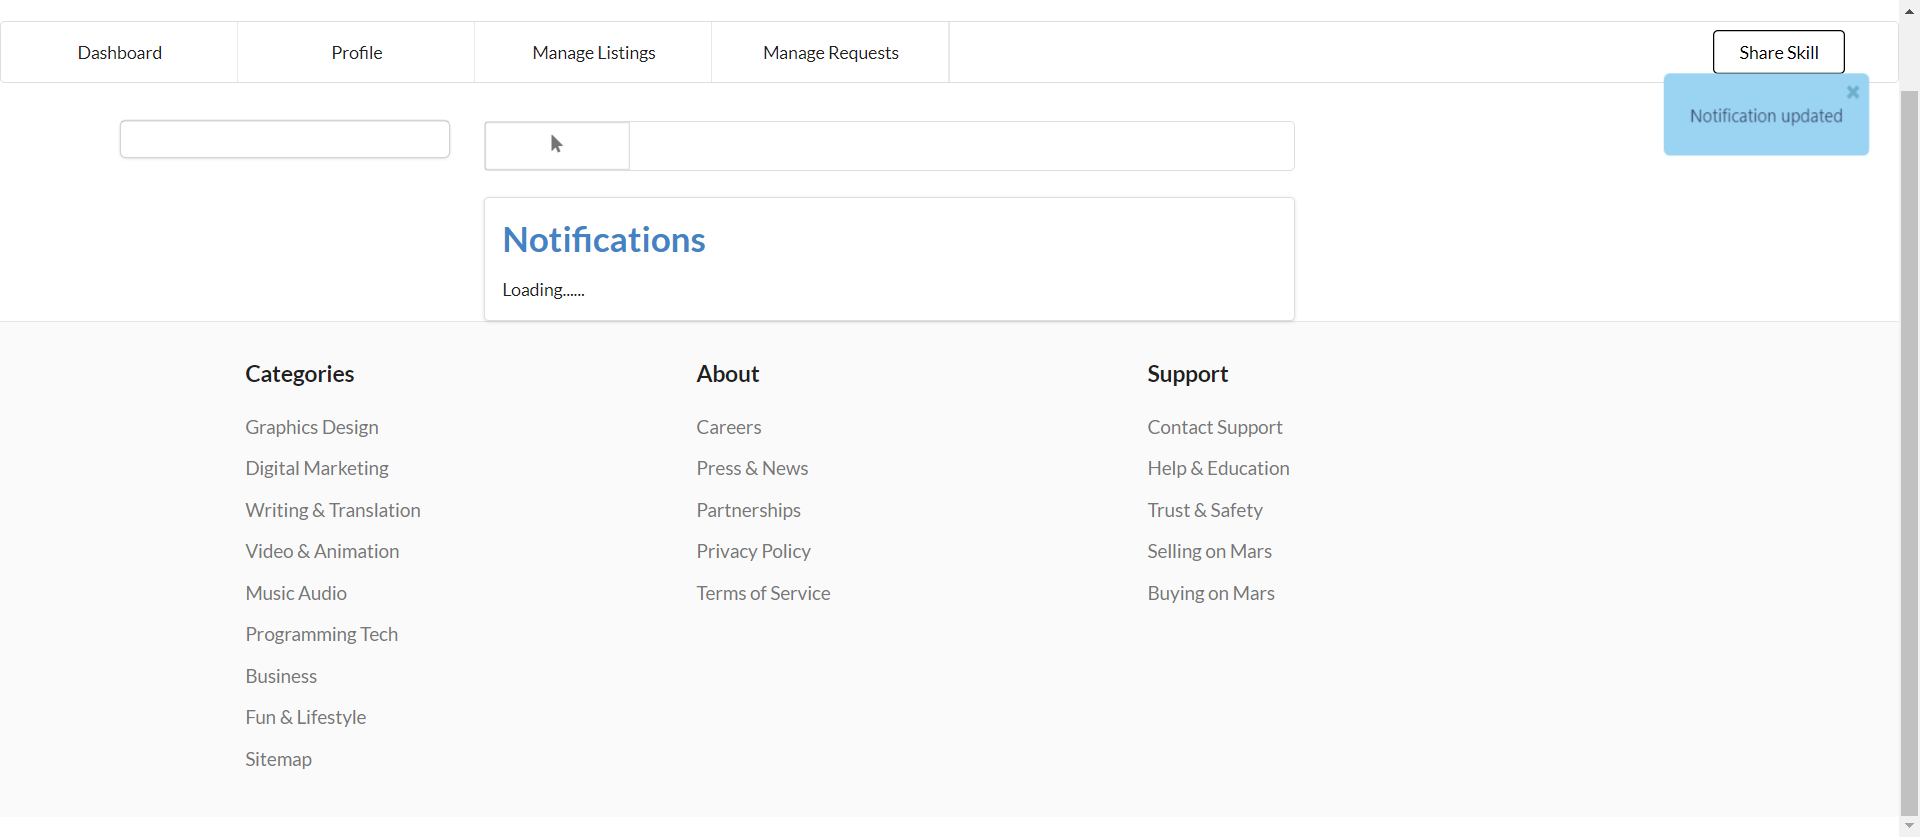 Dashboard
Profile
Manage Listings
Manage Requests
Share Skill
Notification updated
Notifications
Loading......
Categories
Graphics Design
Digital Marketing
Writing & Translation
Video & Animation
Music Audio
Programming Tech
Business
Fun & Lifestyle
Sitemap
About
Careers
Press & News
Partnerships
Privacy Policy
Terms of Service
Support
Contact Support
Help & Education
Trust & Safety
Selling on Mars
Buying on Mars